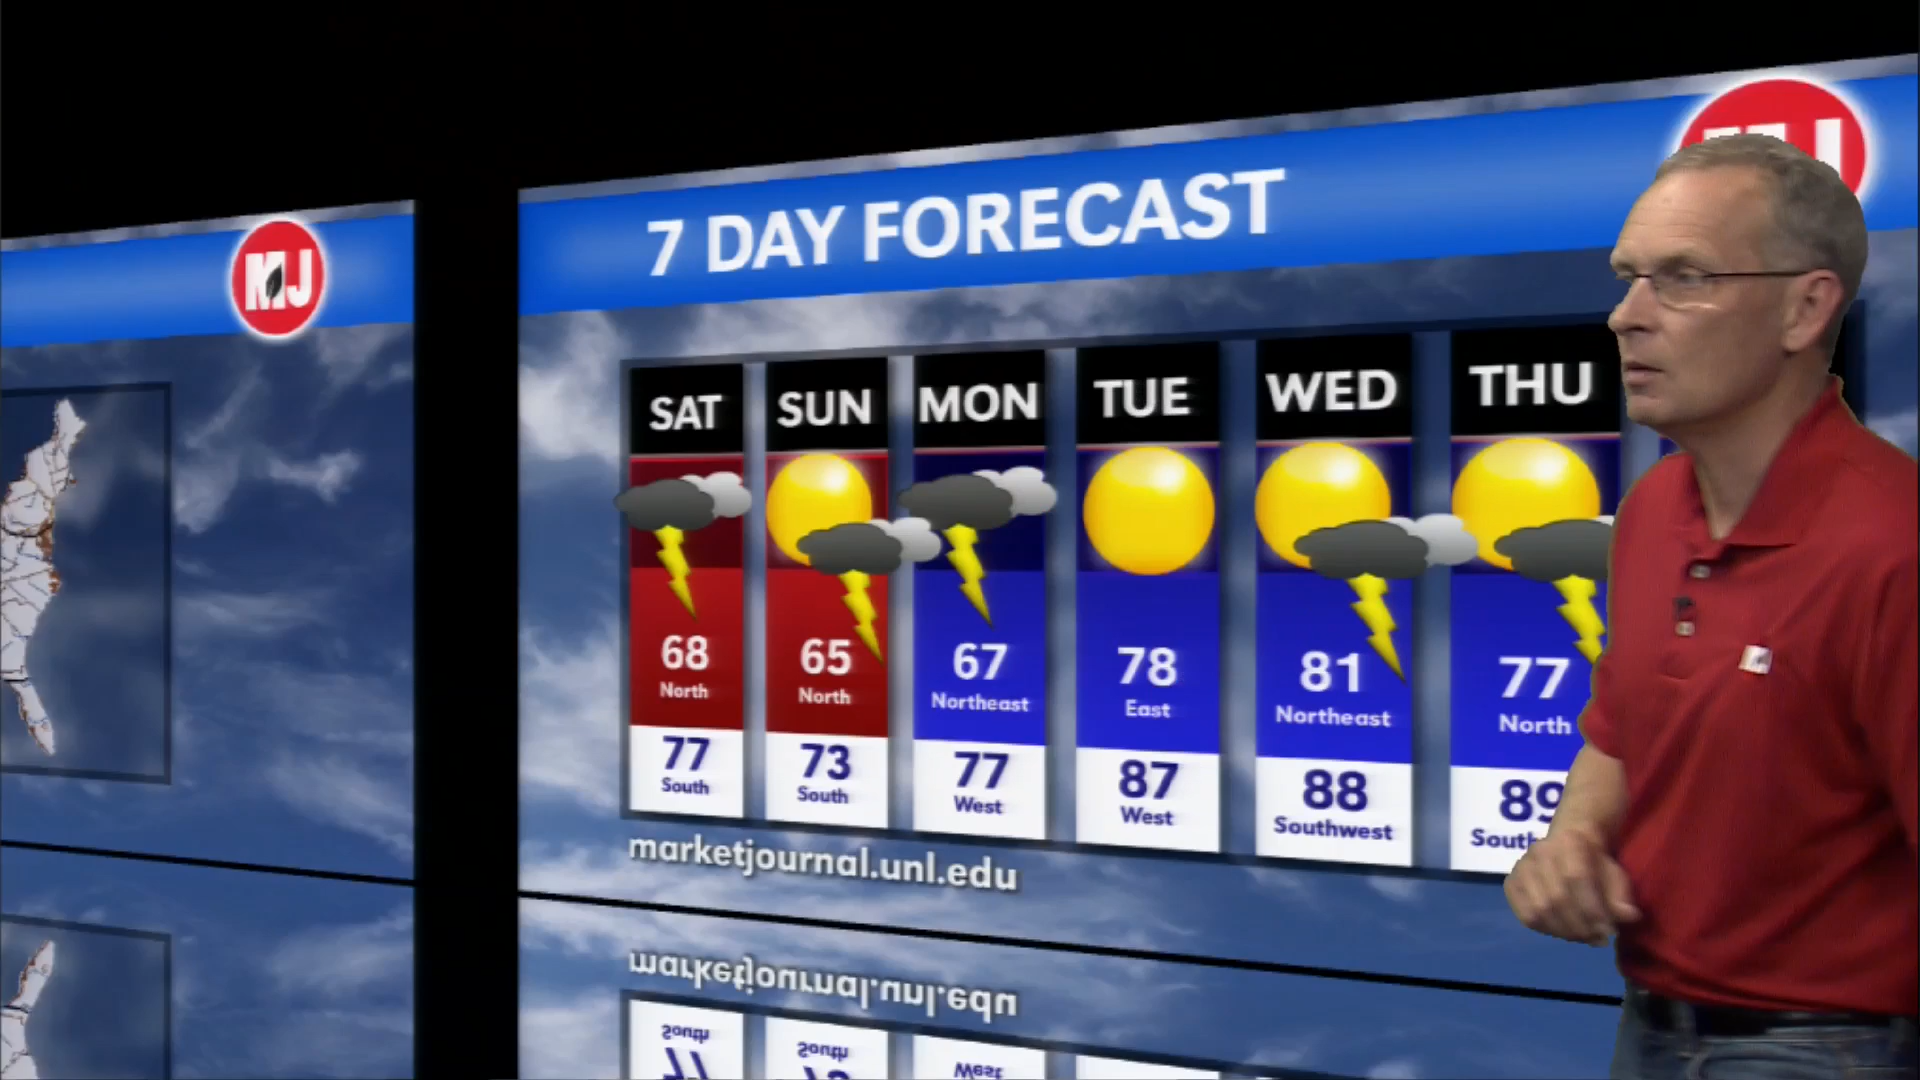 MJ
7 DAY FORECAST
SAT SUN MON TUE WED THU
68 65 67 78 81 77
North North Northeast East Northeast North
77 73 77 87 88 89
South South West West Southwest
marketjournal.unl.edu